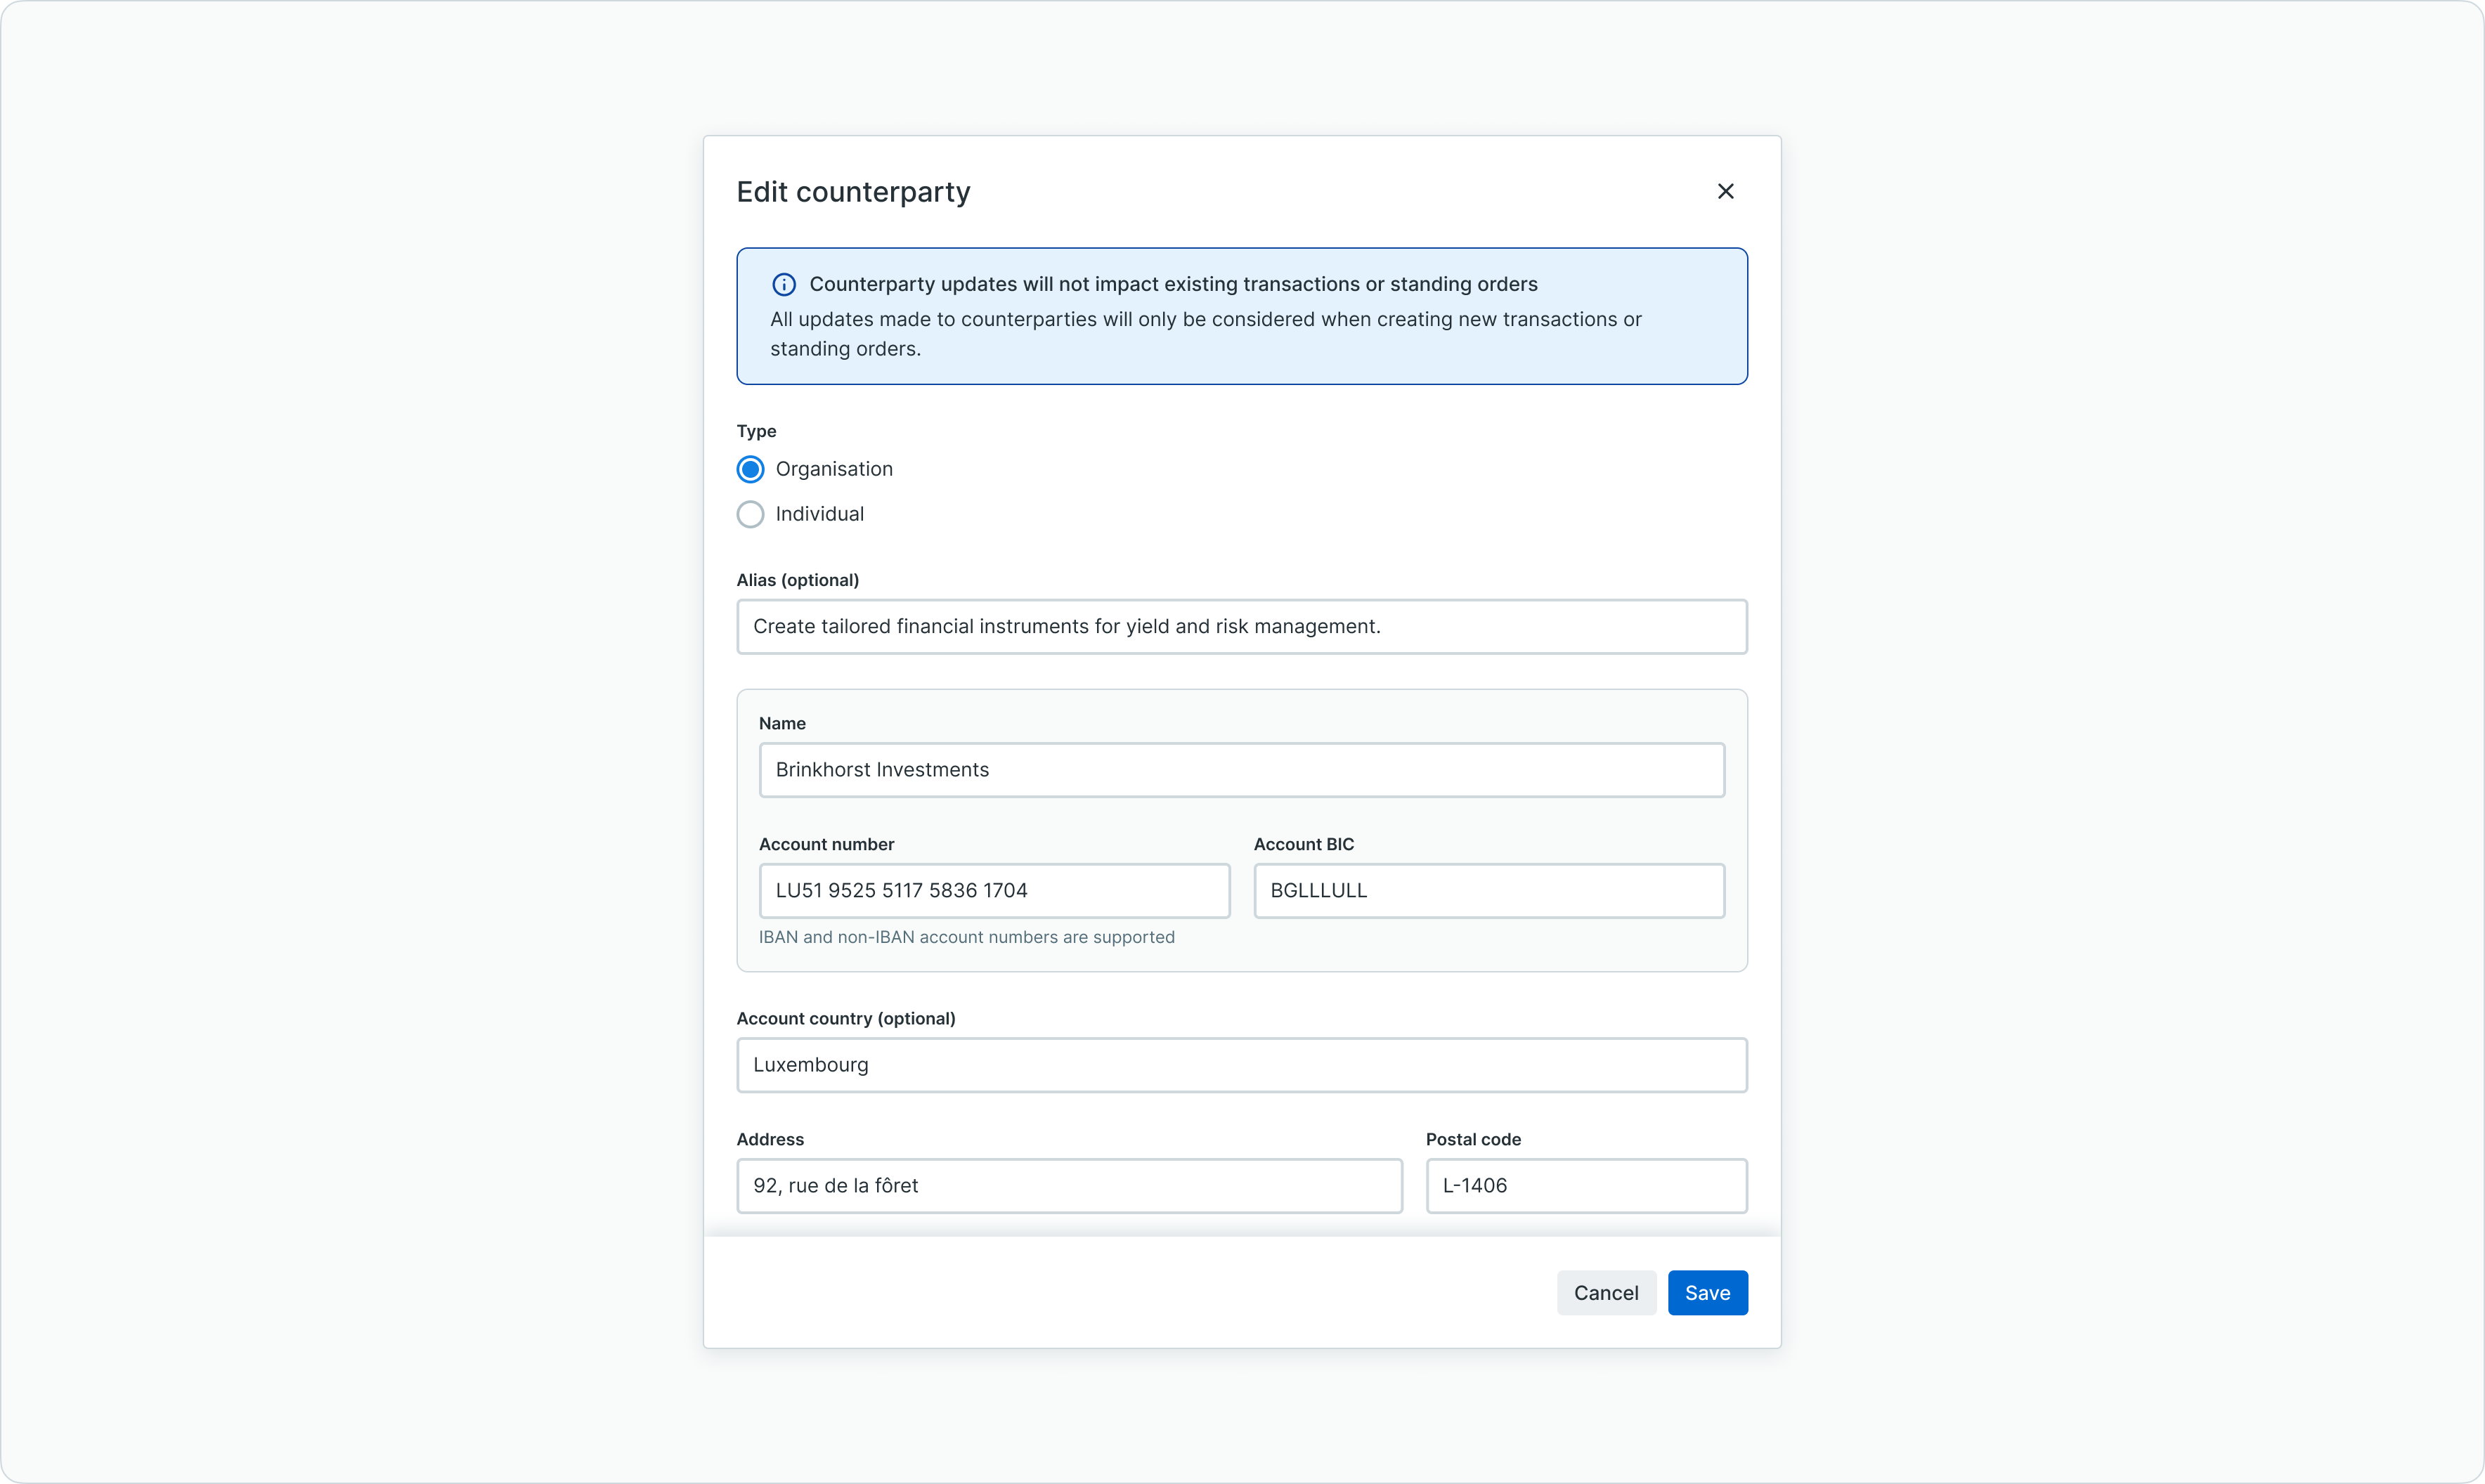 Edit counterparty
Counterparty updates will not impact existing transactions or standing orders
All updates made to counterparties will only be considered when creating new transactions or
standing orders.
Type
Organisation
Individual
Alias (optional)
Create tailored financial instruments for yield and risk management.
Name
Brinkhorst Investments
Account number
Account BIC
LU51 9525 5117 5836 1704
BGLLLULL
IBAN and non-IBAN account numbers are supported
Account country (optional)
Luxembourg
Address
Postal code
92, rue de la fôret
L-1406
Cancel
Save